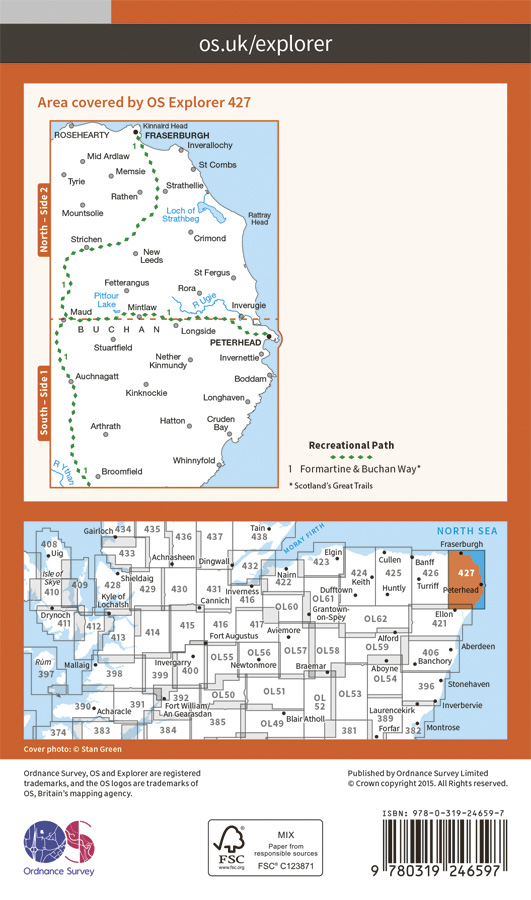 os.uk/explorer
Area covered by OS Explorer 427
Kinnaird Head
ROSEHEARTY
FRASERBURGH
1
Inverallochy
Mid Ardlaw
St Combs
Memsie
Tyrie
Strathellie
Rathen
Mountsolie
Loch of
Strathbeg
Rattray
Head
Crimond
Strichen
New
Leeds
St Fergus
Fetterangus
Rora
Pitfour
Lake
R Ugie
Maud
Mintlaw
1
Inverugie
BUCHAN
Longside
Stuartfield
PETERHEAD
1
Nether
Kinmundy
Invernettie
Auchnagatt
Boddam
Kinknockie
Longhaven
Arthrath
Hatton
Cruden
Bay
Whinnyfold
R Ythan
1
Broomfield
North – Side 2
South – Side 1
Recreational Path
1 Formartine & Buchan Way*
* Scotland's Great Trails
NORTH SEA
MORAY FIRTH
Gairloch
434
435
436
437
Tain
438
408
Uig
433
Achnasheen
Dingwall
432
Elgin
423
Cullen
Banff
Fraserburgh
Isle of
Skye
410
409
428
Shieldaig
429
430
431
Inverness
416
Nairn
422
Dufftown
424
Keith
425
426
427
Huntly
Turriff
Peterhead
Kyle of
Lochalsh
Cannich
OL60
OL61
Grantown-
on-Spey
OL62
Ellon
421
Drynoch
411
412
413
414
415
416
417
Fort Augustus
Aviemore
Alford
OL59
Aberdeen
Rùm
397
Mallaig
398
Invergarry
399
400
OL55
OL56
Newtonmore
OL57
OL58
Braemar
Aboyne
OL54
406
Banchory
396
Stonehaven
390
Acharacle
391
392
Fort William/
An Gearasdan
OL50
OL51
OL
52
OL53
Laurencekirk
389
Inverbervie
374
383
384
385
OL49
Blair Atholl
381
Forfar
382
Montrose
Cover photo: © Stan Green
Ordnance Survey, OS and Explorer are registered
trademarks, and the OS logos are trademarks of
OS, Britain's mapping agency.
Published by Ordnance Survey Limited
© Crown copyright 2015. All Rights reserved.
OS
Ordnance Survey
FSC
www.fsc.org
MIX
Paper from
responsible sources
FSC® C123871
ISBN: 978-0-319-24659-7
9 780319 246597